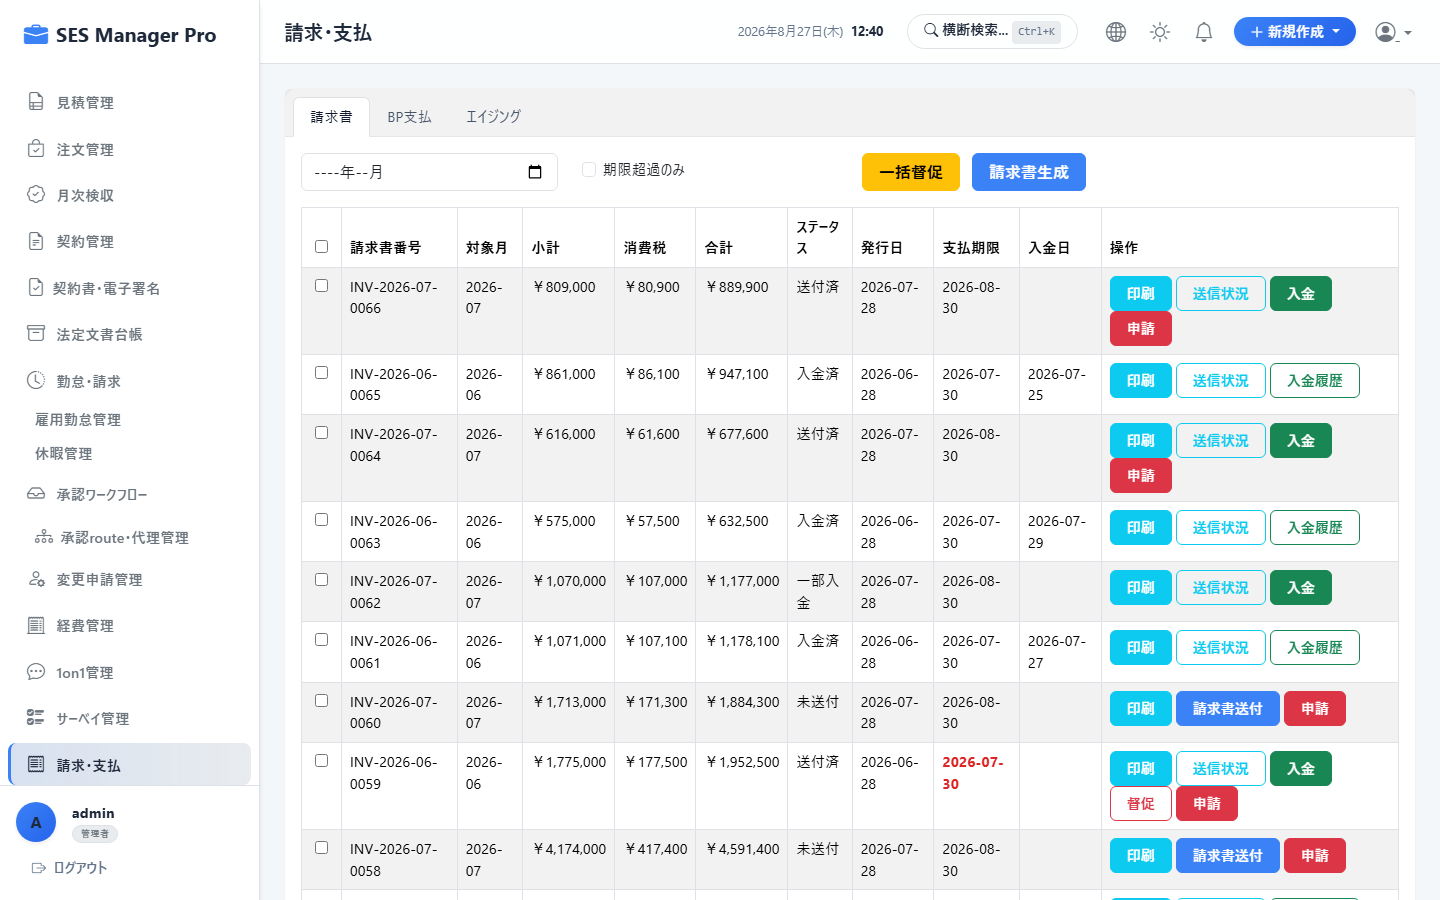 SES Manager Pro
見積管理
注文管理
月次検収
契約管理
契約書・電子署名
法定文書台帳
勤怠・請求
雇用勤怠管理
休暇管理
承認ワークフロー
承認route・代理管理
変更申請管理
経費管理
1on1管理
サーベイ管理
請求・支払
A
admin
管理者
ログアウト
請求・支払
2026年8月27日(木) 12:40
横断検索... Ctrl+K
新規作成
請求書 BP支払 エイジング
----年--月
期限超過のみ
一括督促 請求書生成
請求書番号 対象月 小計 消費税 合計 ステータス 発行日 支払期限 入金日 操作
INV-2026-07-0066 2026-07 ￥809,000 ￥80,900 ￥889,900 送付済 2026-07-28 2026-08-30 印刷 送信状況 入金 申請
INV-2026-06-0065 2026-06 ￥861,000 ￥86,100 ￥947,100 入金済 2026-06-28 2026-07-30 2026-07-25 印刷 送信状況 入金履歴
INV-2026-07-0064 2026-07 ￥616,000 ￥61,600 ￥677,600 送付済 2026-07-28 2026-08-30 印刷 送信状況 入金 申請
INV-2026-06-0063 2026-06 ￥575,000 ￥57,500 ￥632,500 入金済 2026-06-28 2026-07-30 2026-07-29 印刷 送信状況 入金履歴
INV-2026-07-0062 2026-07 ￥1,070,000 ￥107,000 ￥1,177,000 一部入金 2026-07-28 2026-08-30 印刷 送信状況 入金
INV-2026-06-0061 2026-06 ￥1,071,000 ￥107,100 ￥1,178,100 入金済 2026-06-28 2026-07-30 2026-07-27 印刷 送信状況 入金履歴
INV-2026-07-0060 2026-07 ￥1,713,000 ￥171,300 ￥1,884,300 未送付 2026-07-28 2026-08-30 印刷 請求書送付 申請
INV-2026-06-0059 2026-06 ￥1,775,000 ￥177,500 ￥1,952,500 送付済 2026-06-28 2026-07-30 印刷 送信状況 入金 督促 申請
INV-2026-07-0058 2026-07 ￥4,174,000 ￥417,400 ￥4,591,400 未送付 2026-07-28 2026-08-30 印刷 請求書送付 申請